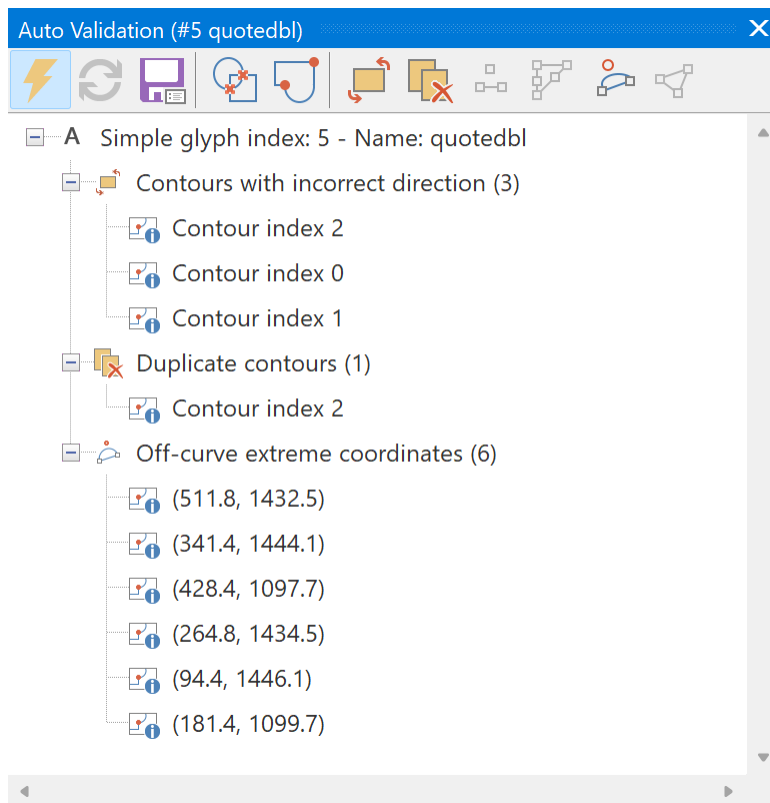 Auto Validation (#5 quotedbl)
A Simple glyph index: 5 - Name: quotedbl
Contours with incorrect direction (3)
Contour index 2
Contour index 0
Contour index 1
Duplicate contours (1)
Contour index 2
Off-curve extreme coordinates (6)
(511.8, 1432.5)
(341.4, 1444.1)
(428.4, 1097.7)
(264.8, 1434.5)
(94.4, 1446.1)
(181.4, 1099.7)